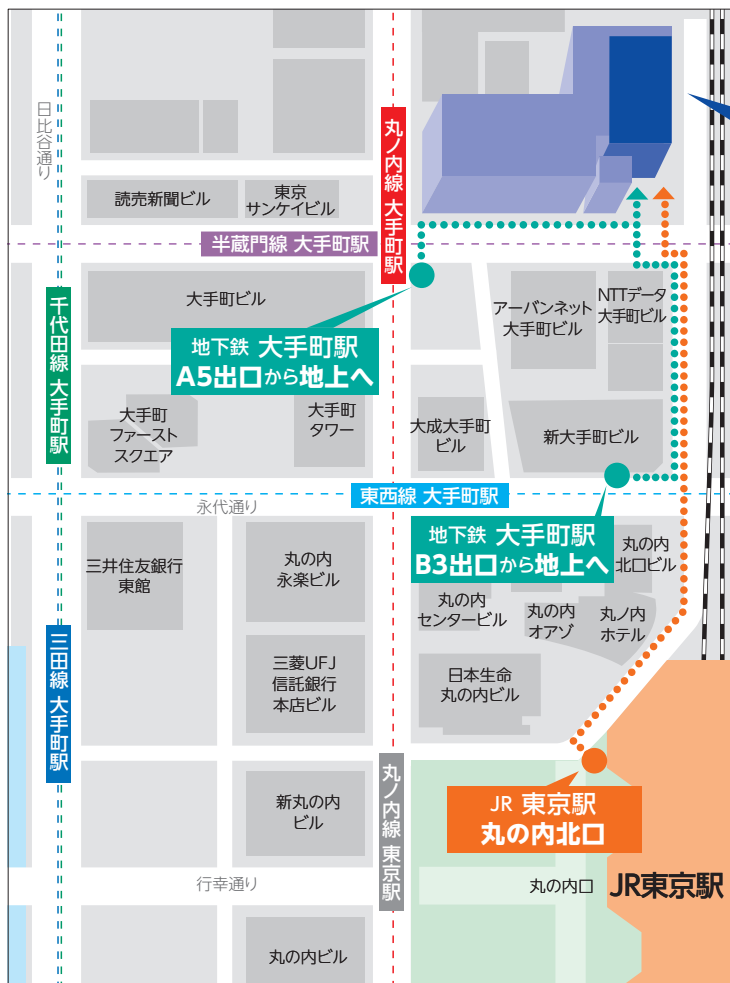 日比谷通り
丸ノ内線 大手町駅
読売新聞ビル
東京
サンケイビル
半蔵門線 大手町駅
大手町ビル
千代田線 大手町駅
アーバンネット
大手町ビル
NTTデータ
大手町ビル
地下鉄 大手町駅
A5出口から地上へ
大手町
ファースト
スクエア
大手町
タワー
大成大手町
ビル
新大手町ビル
東西線 大手町駅
永代通り
地下鉄 大手町駅
B3出口から地上へ
三井住友銀行
東館
丸の内
永楽ビル
丸の内
北口ビル
丸の内
センタービル
丸の内
オアゾ
丸ノ内
ホテル
三田線 大手町駅
三菱UFJ
信託銀行
本店ビル
日本生命
丸の内ビル
丸ノ内線 東京駅
新丸の内
ビル
JR 東京駅
丸の内北口
行幸通り
丸の内口
JR東京駅
丸の内ビル